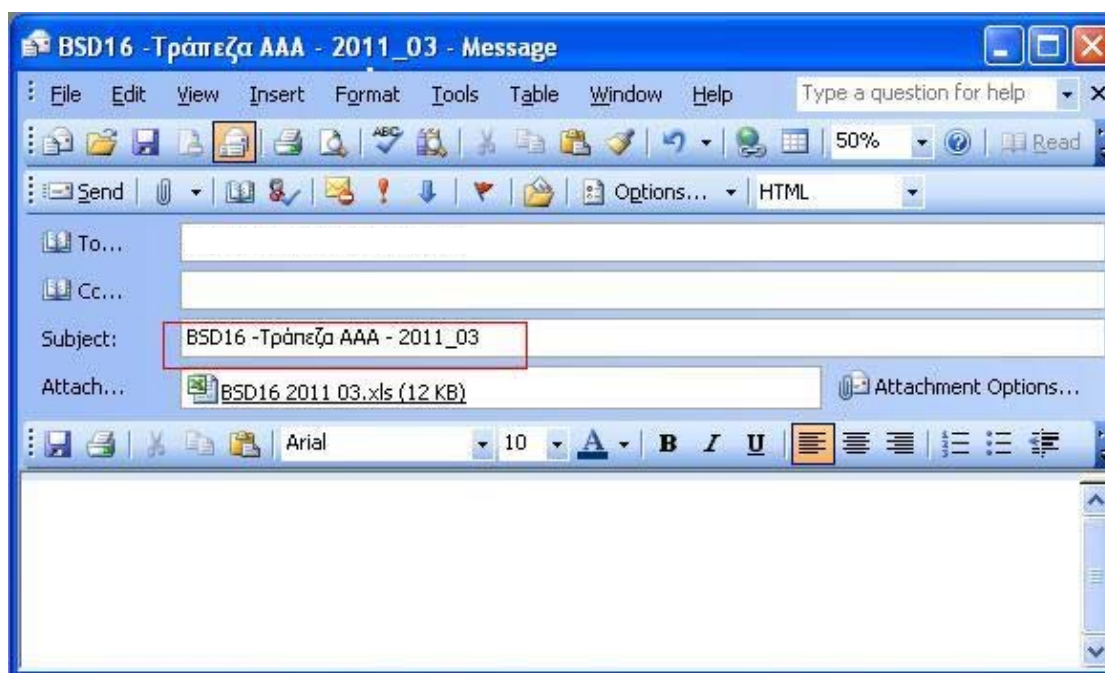 BSD16 -Τράπεζα ΑΑΑ - 2011_03 - Message
File Edit View Insert Format Tools Table Window Help Type a question for help
ABC 50% Read
Send Options... HTML
To...
Cc...
Subject: BSD16 -Τράπεζα ΑΑΑ - 2011_03
Attach... BSD16 2011 03.xls (12 KB) Attachment Options...
Arial 10 A B I U